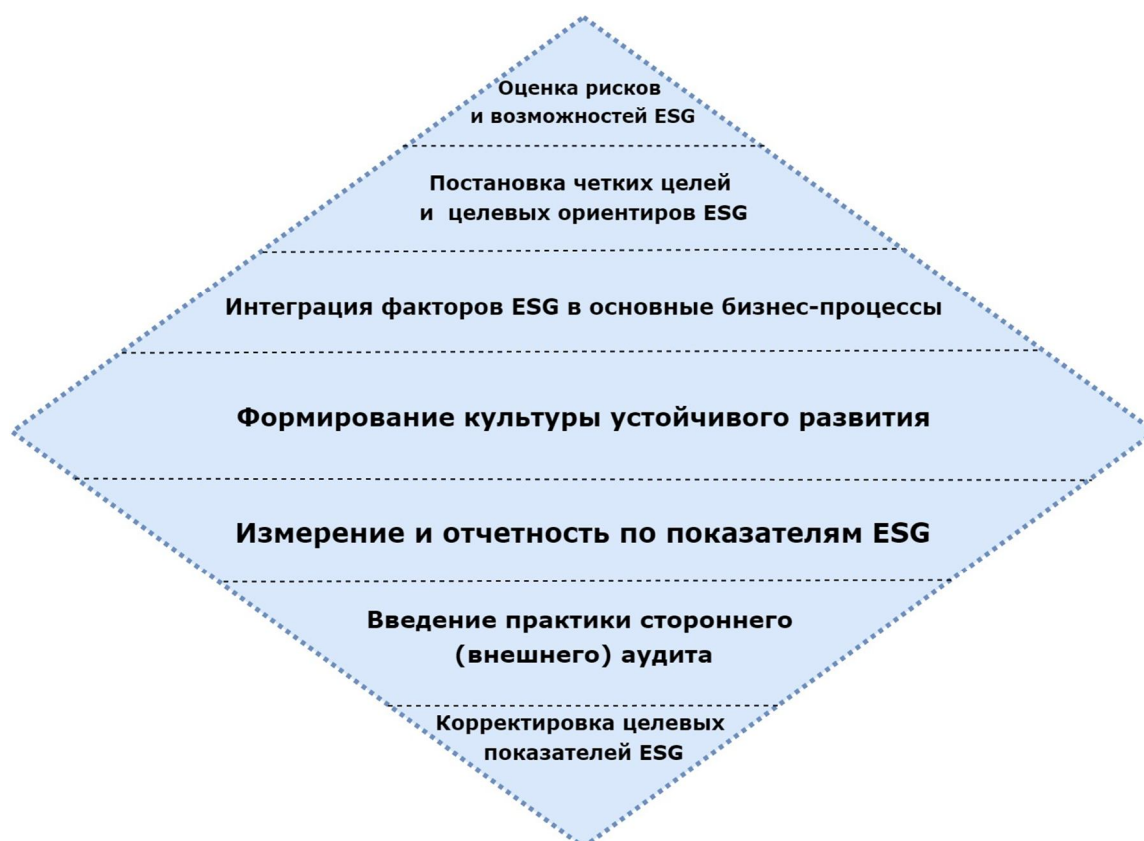 Оценка рисков
и возможностей ESG
Постановка четких целей
и целевых ориентиров ESG
Интеграция факторов ESG в основные бизнес-процессы
Формирование культуры устойчивого развития
Измерение и отчетность по показателям ESG
Введение практики стороннего
(внешнего) аудита
Корректировка целевых
показателей ESG